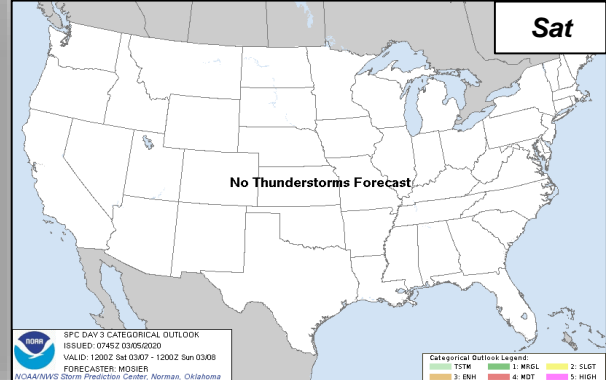 Sat
No Thunderstorms Forecast
NOAA
SPC DAY 3 CATEGORICAL OUTLOOK
ISSUED: 0745Z 03/05/2020
VALID: 1200Z Sat 03/07 - 1200Z Sun 03/08
FORECASTER: MOSIER
NOAA/NWS Storm Prediction Center, Norman, Oklahoma
Categorical Outlook Legend:
TSTM 1: MRGL 2: SLGT
3: ENH 4: MDT 5: HIGH